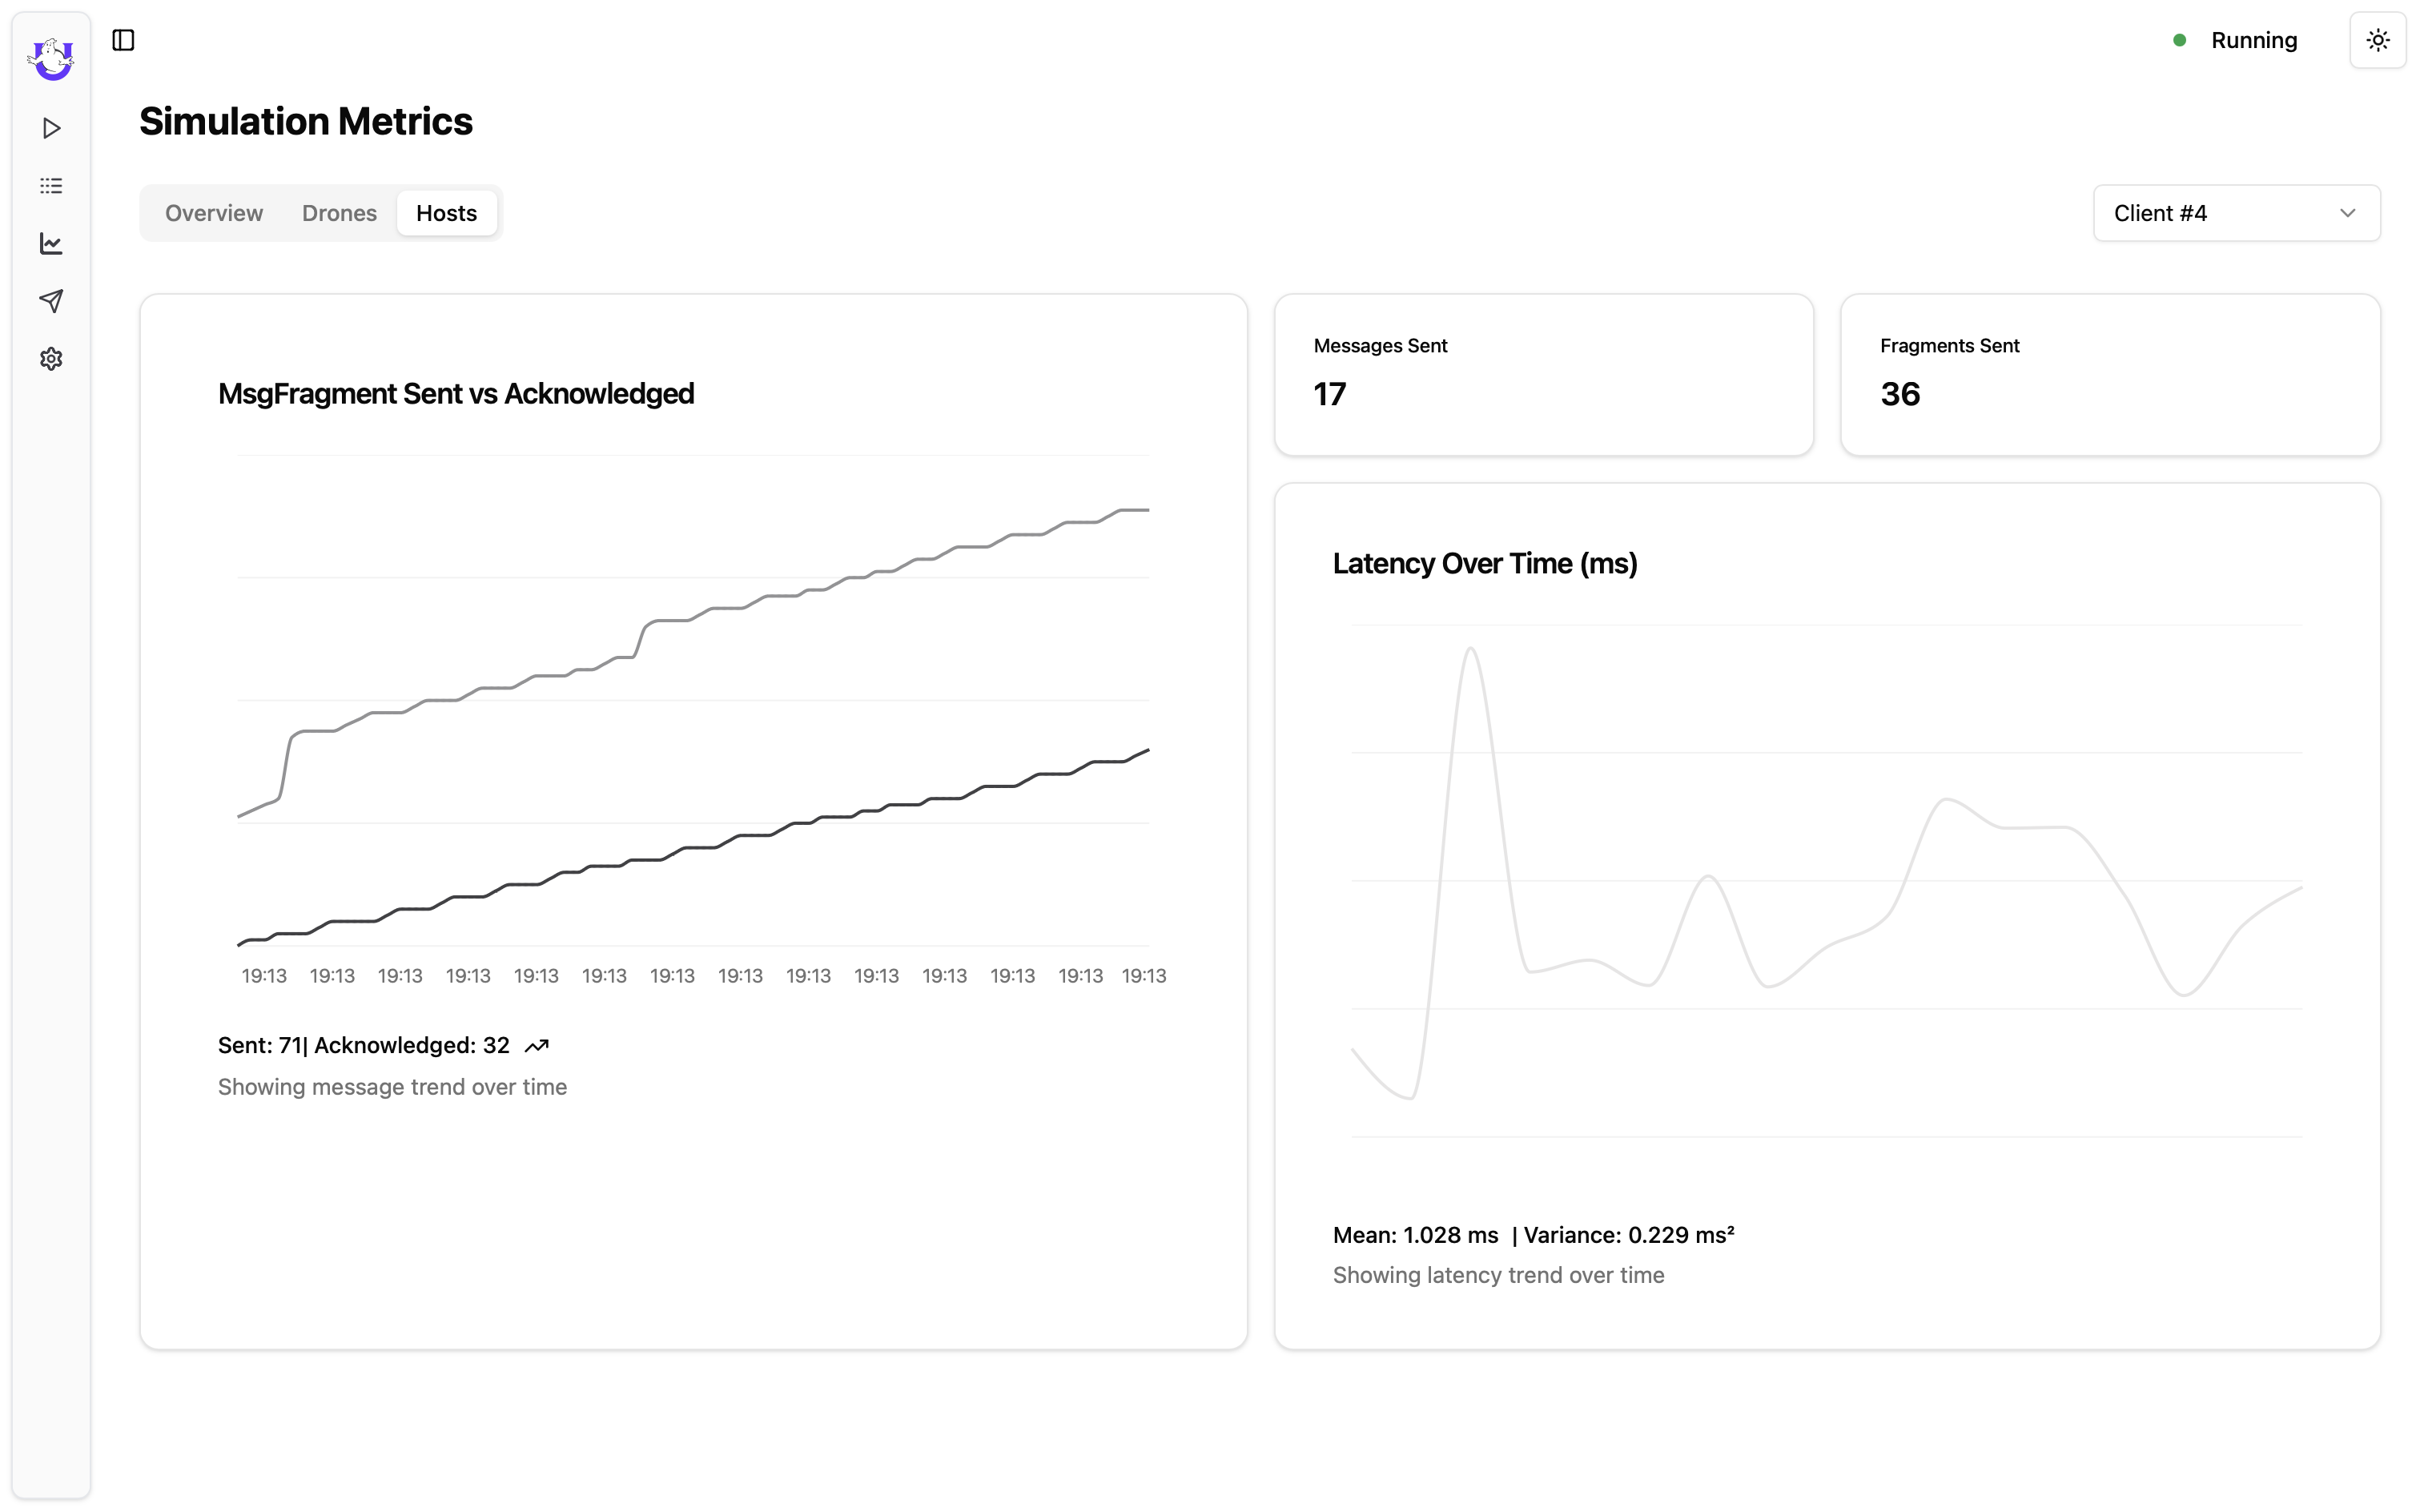 Running
Simulation Metrics
Overview Drones Hosts
Client #4
MsgFragment Sent vs Acknowledged
19:13 19:13 19:13 19:13 19:13 19:13 19:13 19:13 19:13 19:13 19:13 19:13 19:13 19:13
Sent: 71| Acknowledged: 32
Showing message trend over time
Messages Sent
17
Fragments Sent
36
Latency Over Time (ms)
Mean: 1.028 ms | Variance: 0.229 ms²
Showing latency trend over time